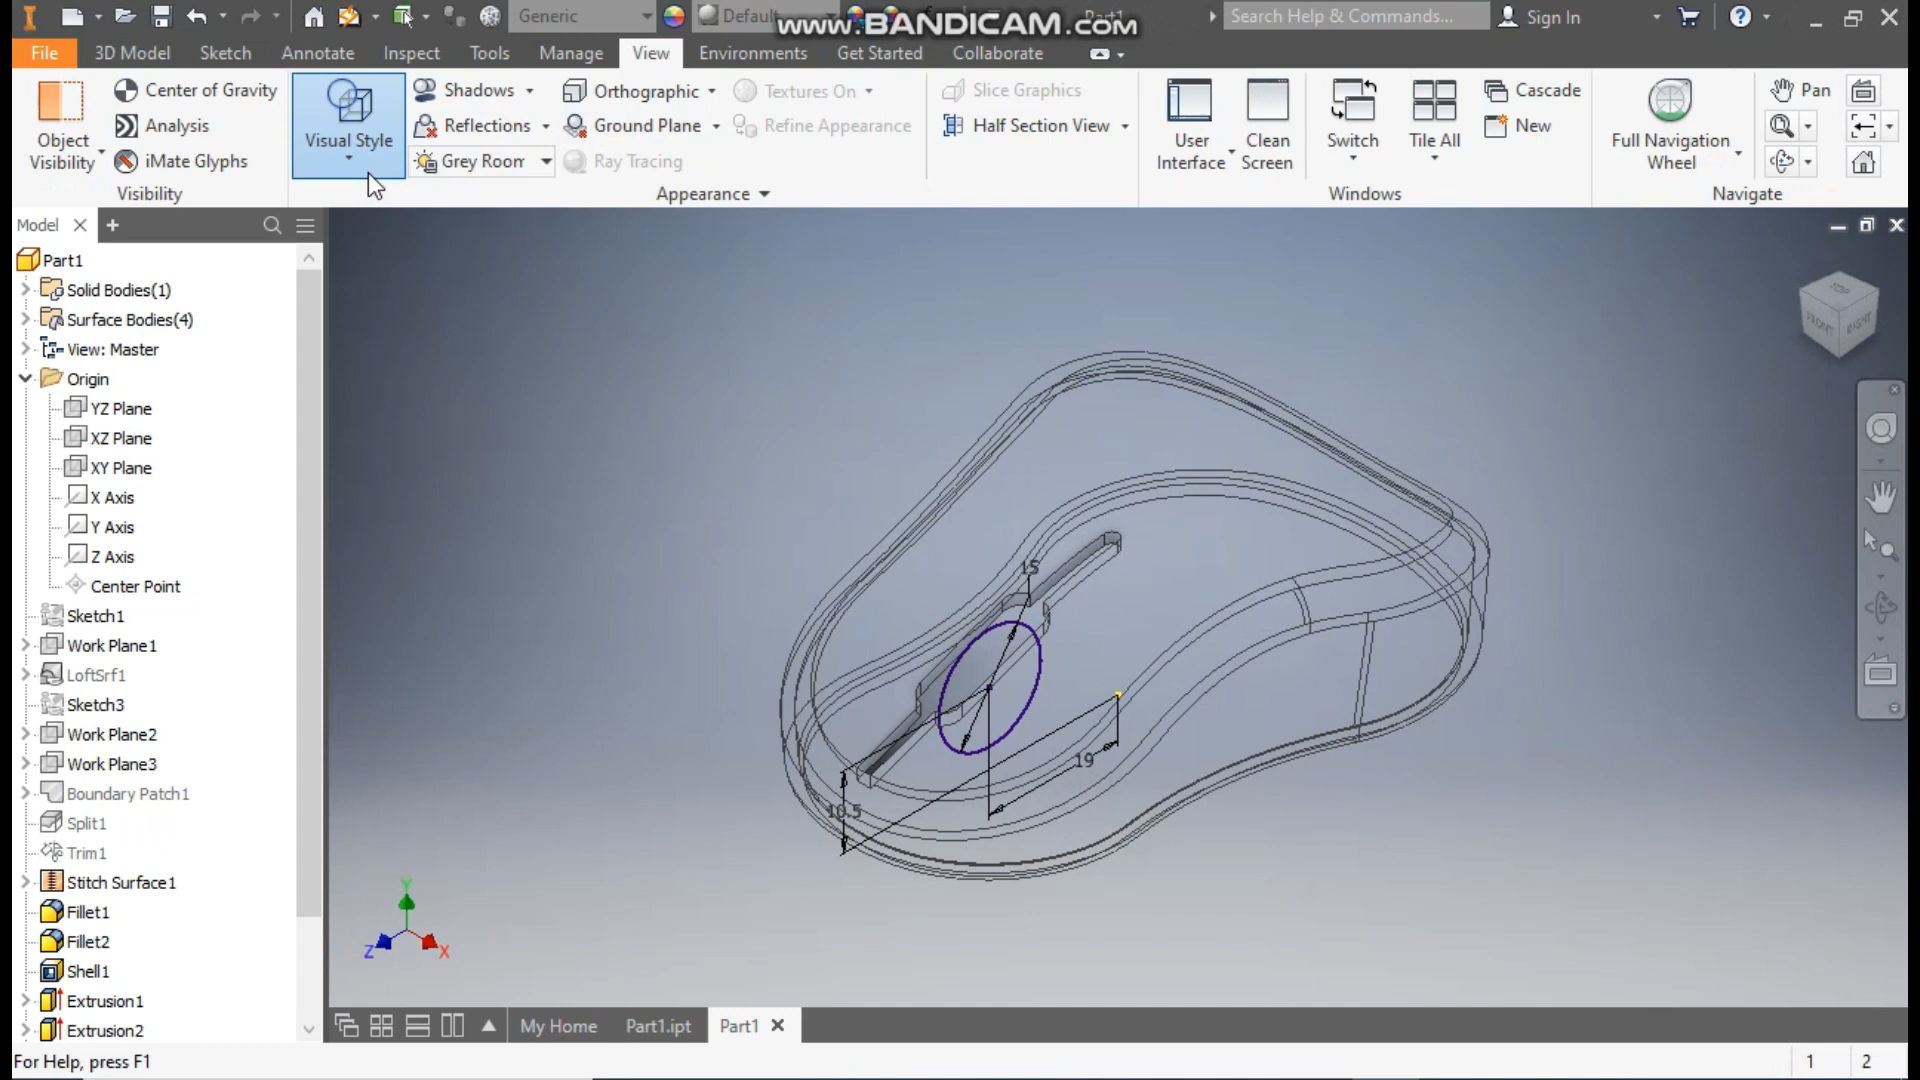 Generic
Default
Part1
www.BANDICAM.com
Search Help & Commands...
Sign In
File
3D Model
Sketch
Annotate
Inspect
Tools
Manage
View
Environments
Get Started
Collaborate
Object
Visibility
Center of Gravity
Analysis
iMate Glyphs
Visibility
Visual Style
Shadows
Reflections
Grey Room
Orthographic
Ground Plane
Ray Tracing
Textures On
Refine Appearance
Appearance
Slice Graphics
Half Section View
User
Interface
Clean
Screen
Switch
Tile All
Cascade
New
Windows
Full Navigation
Wheel
Pan
Navigate
Model
Part1
Solid Bodies(1)
Surface Bodies(4)
View: Master
Origin
YZ Plane
XZ Plane
XY Plane
X Axis
Y Axis
Z Axis
Center Point
Sketch1
Work Plane1
LoftSrf1
Sketch3
Work Plane2
Work Plane3
Boundary Patch1
Split1
Trim1
Stitch Surface1
Fillet1
Fillet2
Shell1
Extrusion1
Extrusion2
TOP
FRONT
RIGHT
15
19
10.5
Y
Z
X
My Home
Part1.ipt
Part1
For Help, press F1
1
2